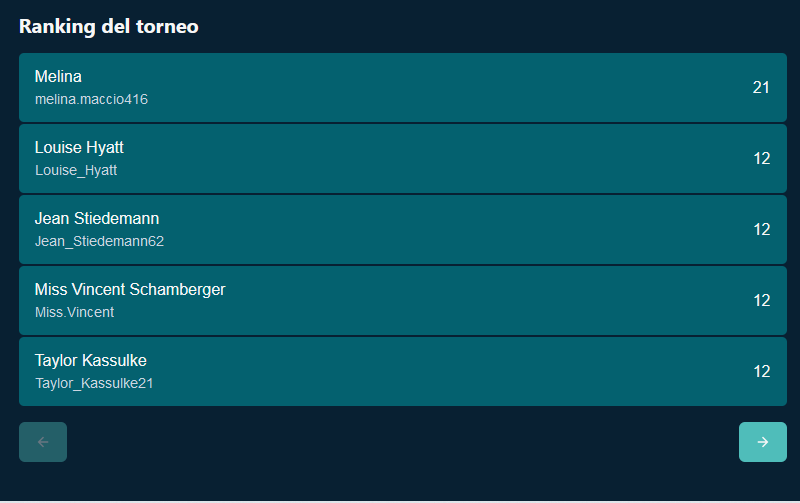 Ranking del torneo
Melina
melina.maccio416
21
Louise Hyatt
Louise_Hyatt
12
Jean Stiedemann
Jean_Stiedemann62
12
Miss Vincent Schamberger
Miss.Vincent
12
Taylor Kassulke
Taylor_Kassulke21
12